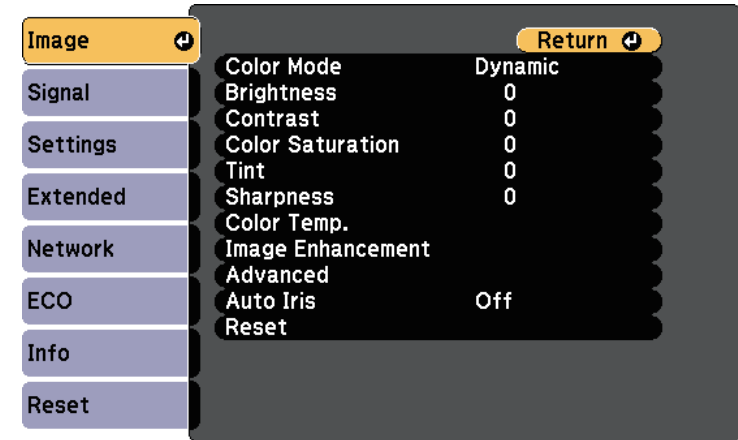 Image
Signal
Settings
Extended
Network
ECO
Info
Reset
Return
Color Mode Dynamic
Brightness 0
Contrast 0
Color Saturation 0
Tint 0
Sharpness 0
Color Temp.
Image Enhancement
Advanced
Auto Iris Off
Reset